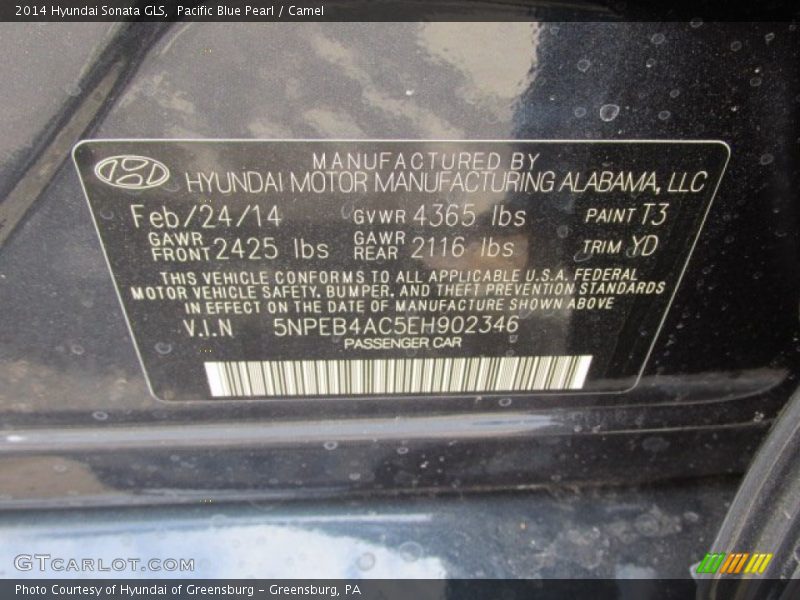 2014 Hyundai Sonata GLS, Pacific Blue Pearl / Camel
MANUFACTURED BY
HYUNDAI MOTOR MANUFACTURING ALABAMA, LLC
Feb/24/14 GVWR 4365 lbs PAINT T3
GAWR FRONT 2425 lbs GAWR REAR 2116 lbs TRIM YD
THIS VEHICLE CONFORMS TO ALL APPLICABLE U.S.A. FEDERAL
MOTOR VEHICLE SAFETY, BUMPER, AND THEFT PREVENTION STANDARDS
IN EFFECT ON THE DATE OF MANUFACTURE SHOWN ABOVE
V.I.N 5NPEB4AC5EH902346
PASSENGER CAR
GTCARLOT.COM
Photo Courtesy of Hyundai of Greensburg – Greensburg, PA